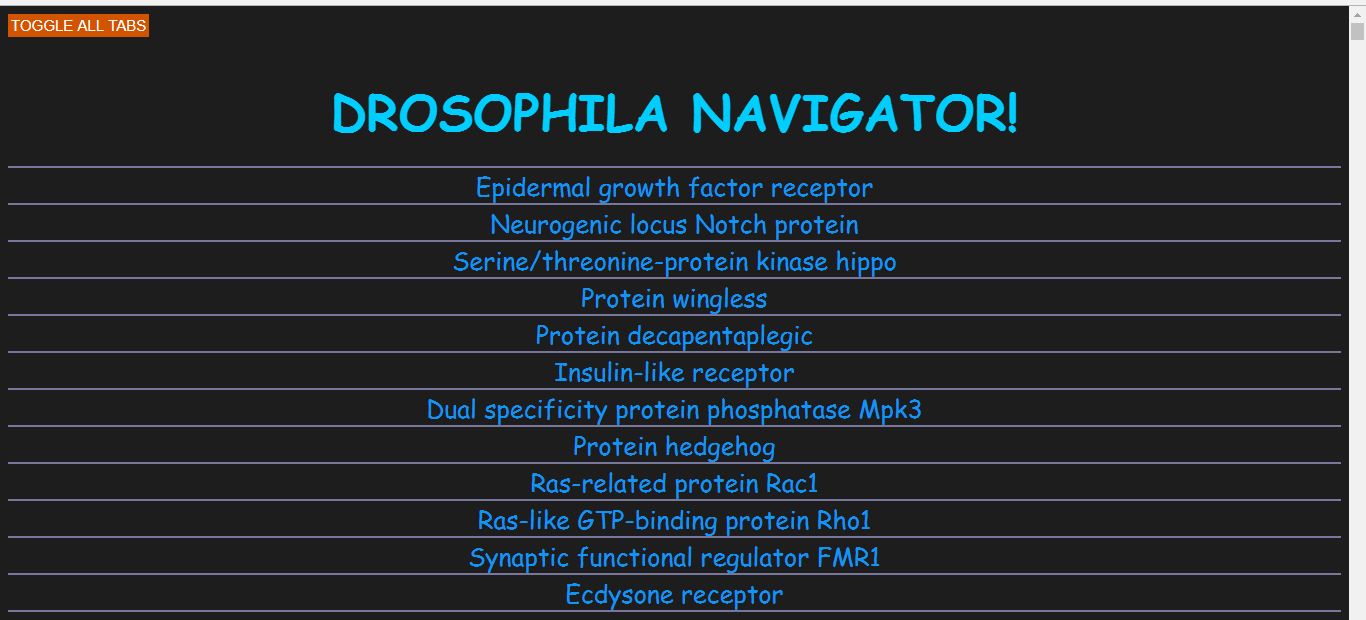 TOGGLE ALL TABS
DROSOPHILA NAVIGATOR!
Epidermal growth factor receptor
Neurogenic locus Notch protein
Serine/threonine-protein kinase hippo
Protein wingless
Protein decapentaplegic
Insulin-like receptor
Dual specificity protein phosphatase Mpk3
Protein hedgehog
Ras-related protein Rac1
Ras-like GTP-binding protein Rho1
Synaptic functional regulator FMR1
Ecdysone receptor